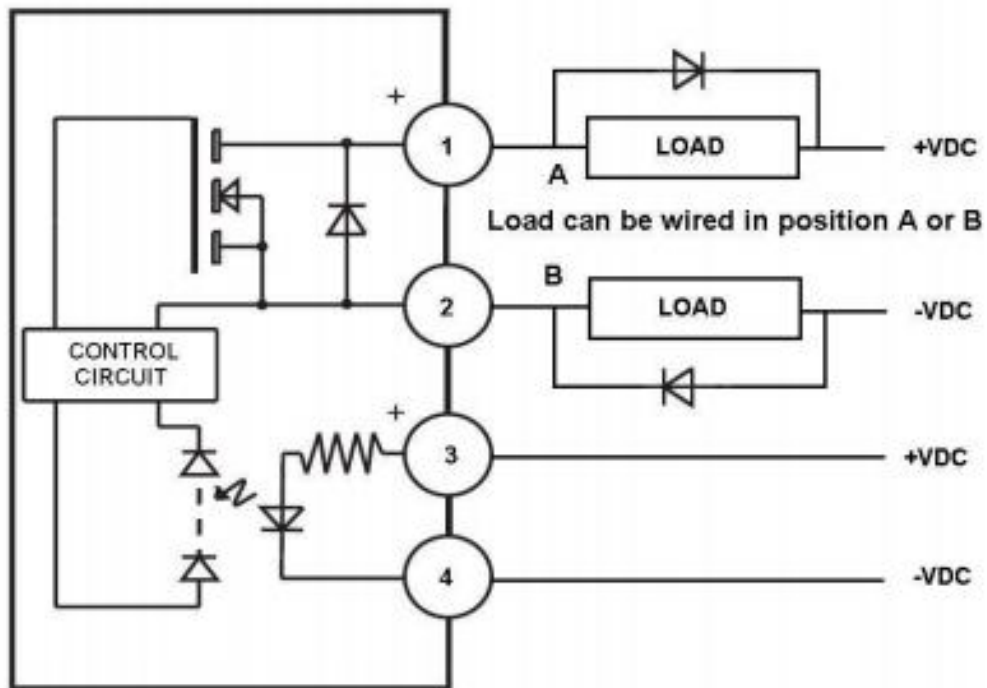 +
1
LOAD
+VDC
A
Load can be wired in position A or B
B
2
LOAD
-VDC
CONTROL
CIRCUIT
+
3
+VDC
4
-VDC